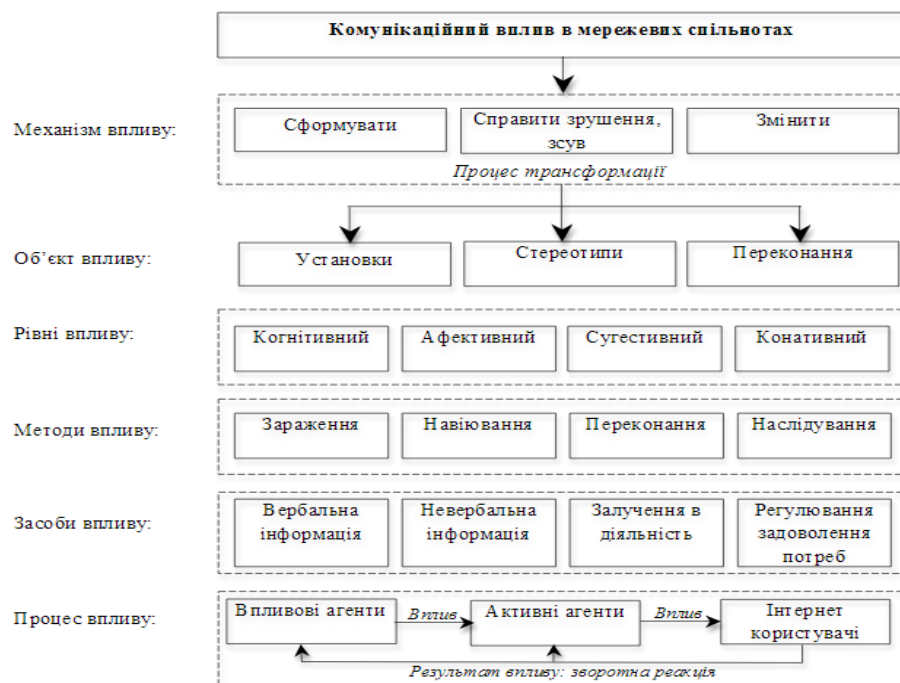 Комунікаційний вплив в мережевих спільнотах
Механізм впливу:
Сформувати
Справити зрушення,
зсув
Змінити
Процес трансформації
Об’єкт впливу:
Установки
Стереотипи
Переконання
Рівні впливу:
Когнітивний
Афективний
Сугестивний
Конативний
Методи впливу:
Зараження
Навіювання
Переконання
Наслідування
Засоби впливу:
Вербальна
інформація
Невербальна
інформація
Залучення в
діяльність
Регулювання
задоволення
потреб
Процес впливу:
Впливові агенти
Вплив
Активні агенти
Вплив
Інтернет
користувачі
Результат впливу: зворотна реакція